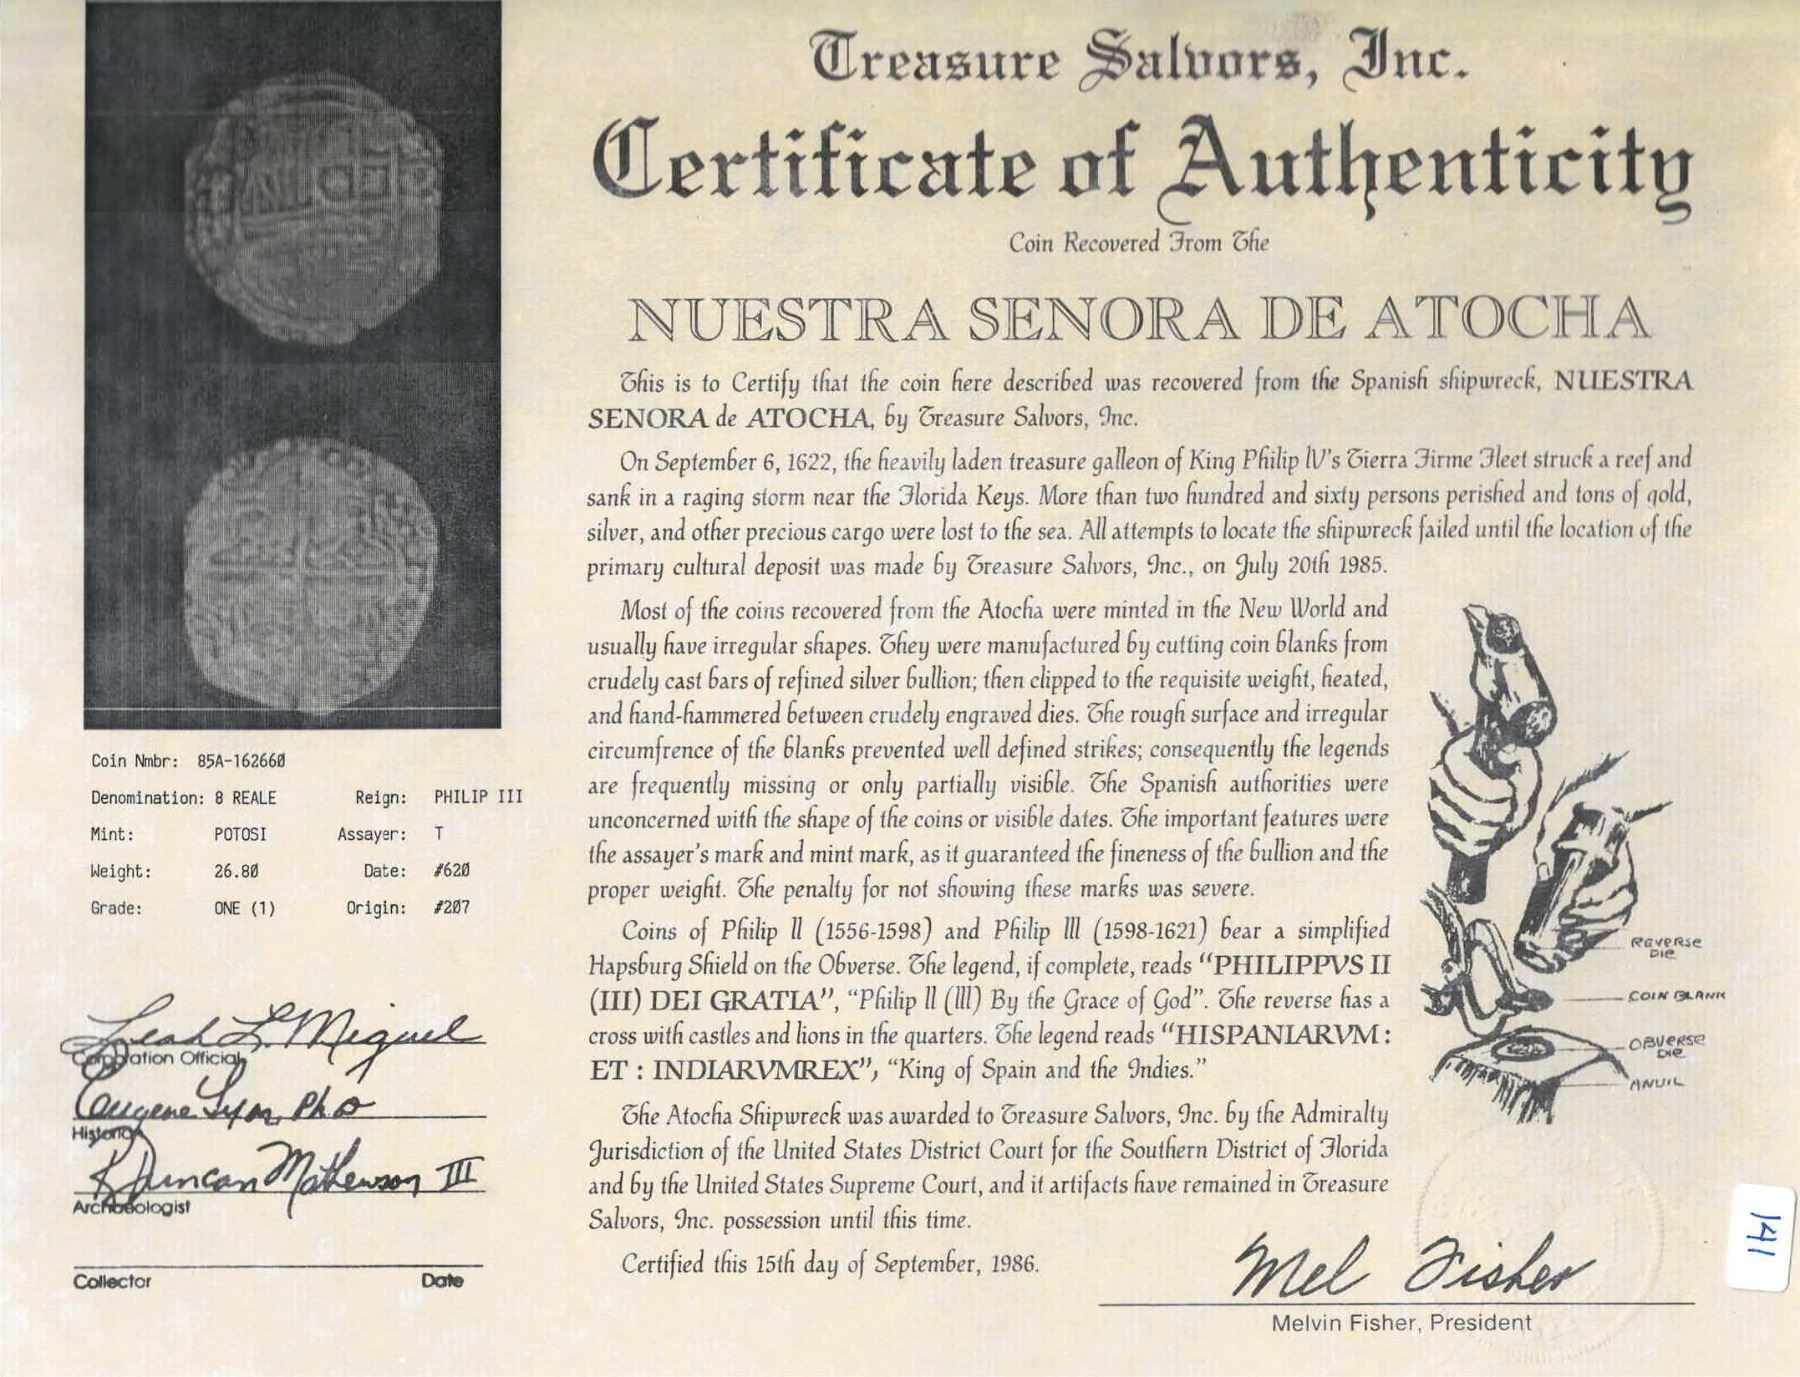 Treasure Salvors, Inc.
Certificate of Authenticity
Coin Recovered From The
NUESTRA SENORA DE ATOCHA
This is to Certify that the coin here described was recovered from the Spanish shipwreck, NUESTRA
SENORA de ATOCHA, by Treasure Salvors, Inc.
On September 6, 1622, the heavily laden treasure galleon of King Philip IV's Tierra Firme Fleet struck a reef and
sank in a raging storm near the Florida Keys. More than two hundred and sixty persons perished and tons of gold,
silver, and other precious cargo were lost to the sea. All attempts to locate the shipwreck failed until the location of the
primary cultural deposit was made by Treasure Salvors, Inc., on July 20th 1985.
Most of the coins recovered from the Atocha were minted in the New World and
usually have irregular shapes. They were manufactured by cutting coin blanks from
crudely cast bars of refined silver bullion; then clipped to the requisite weight, heated,
and hand-hammered between crudely engraved dies. The rough surface and irregular
circumfrence of the blanks prevented well defined strikes; consequently the legends
are frequently missing or only partially visible. The Spanish authorities were
unconcerned with the shape of the coins or visible dates. The important features were
the assayer's mark and mint mark, as it guaranteed the fineness of the bullion and the
proper weight. The penalty for not showing these marks was severe.
Coins of Philip II (1556-1598) and Philip III (1598-1621) bear a simplified
Hapsburg Shield on the Obverse. The legend, if complete, reads "PHILIPPVS II
(III) DEI GRATIA", "Philip II (III) By the Grace of God". The reverse has a
cross with castles and lions in the quarters. The legend reads "HISPANIARVM :
ET : INDIARVMREX", "King of Spain and the Indies."
The Atocha Shipwreck was awarded to Treasure Salvors, Inc. by the Admiralty
Jurisdiction of the United States District Court for the Southern District of Florida
and by the United States Supreme Court, and it artifacts have remained in Treasure
Salvors, Inc. possession until this time.
Certified this 15th day of September, 1986.
Mel Fisher
Melvin Fisher, President
REVERSE
DIE
COIN BLANK
OBVERSE
DIE
ANVIL
141
Coin Nmbr: 85A-162660
Denomination: 8 REALE Reign: PHILIP III
Mint: POTOSI Assayer: T
Weight: 26.80 Date: #620
Grade: ONE (1) Origin: #207
Leah L. Miguel
Corporation Official
Eugene Lyon, PhD
Historian
R Duncan Mathewson III
Archaeologist
Collector Date